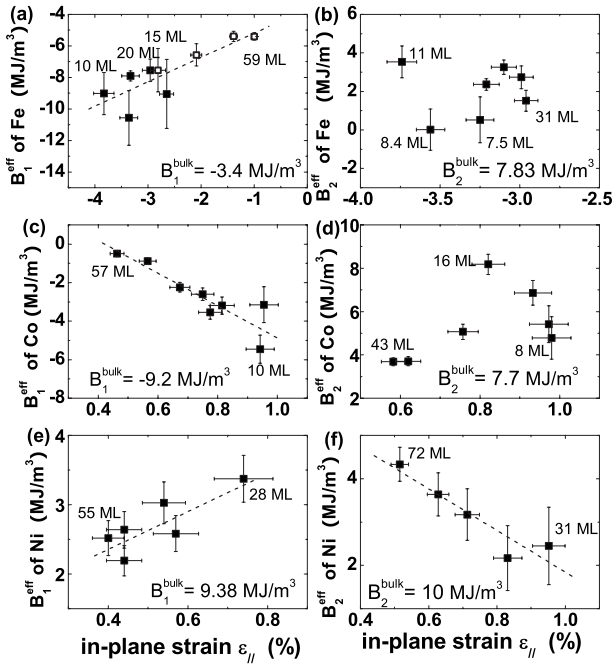 (a)
B₁ᵉᶠᶠ of Fe (MJ/m³)
-4
-6
-8
-10
-12
-14
15 ML
20 ML
10 ML
59 ML
B₁ᵇᵘˡᵏ = -3.4 MJ/m³
-4
-3
-2
-1
0
(b)
B₂ᵉᶠᶠ of Fe (MJ/m³)
6
4
2
0
-2
11 ML
8.4 ML
7.5 ML
31 ML
B₂ᵇᵘˡᵏ = 7.83 MJ/m³
-4.0
-3.5
-3.0
-2.5
(c)
B₁ᵉᶠᶠ of Co (MJ/m³)
0
-2
-4
-6
-8
57 ML
10 ML
B₁ᵇᵘˡᵏ = -9.2 MJ/m³
0.4
0.6
0.8
1.0
(d)
B₂ᵉᶠᶠ of Co (MJ/m³)
10
8
6
4
2
16 ML
43 ML
8 ML
B₂ᵇᵘˡᵏ = 7.7 MJ/m³
0.6
0.8
1.0
(e)
B₁ᵉᶠᶠ of Ni (MJ/m³)
4
3
2
1
55 ML
28 ML
B₁ᵇᵘˡᵏ = 9.38 MJ/m³
0.4
0.6
0.8
in-plane strain ε// (%)
(f)
B₂ᵉᶠᶠ of Ni (MJ/m³)
4
2
0
72 ML
31 ML
B₂ᵇᵘˡᵏ = 10 MJ/m³
0.4
0.6
0.8
1.0
in-plane strain ε// (%)